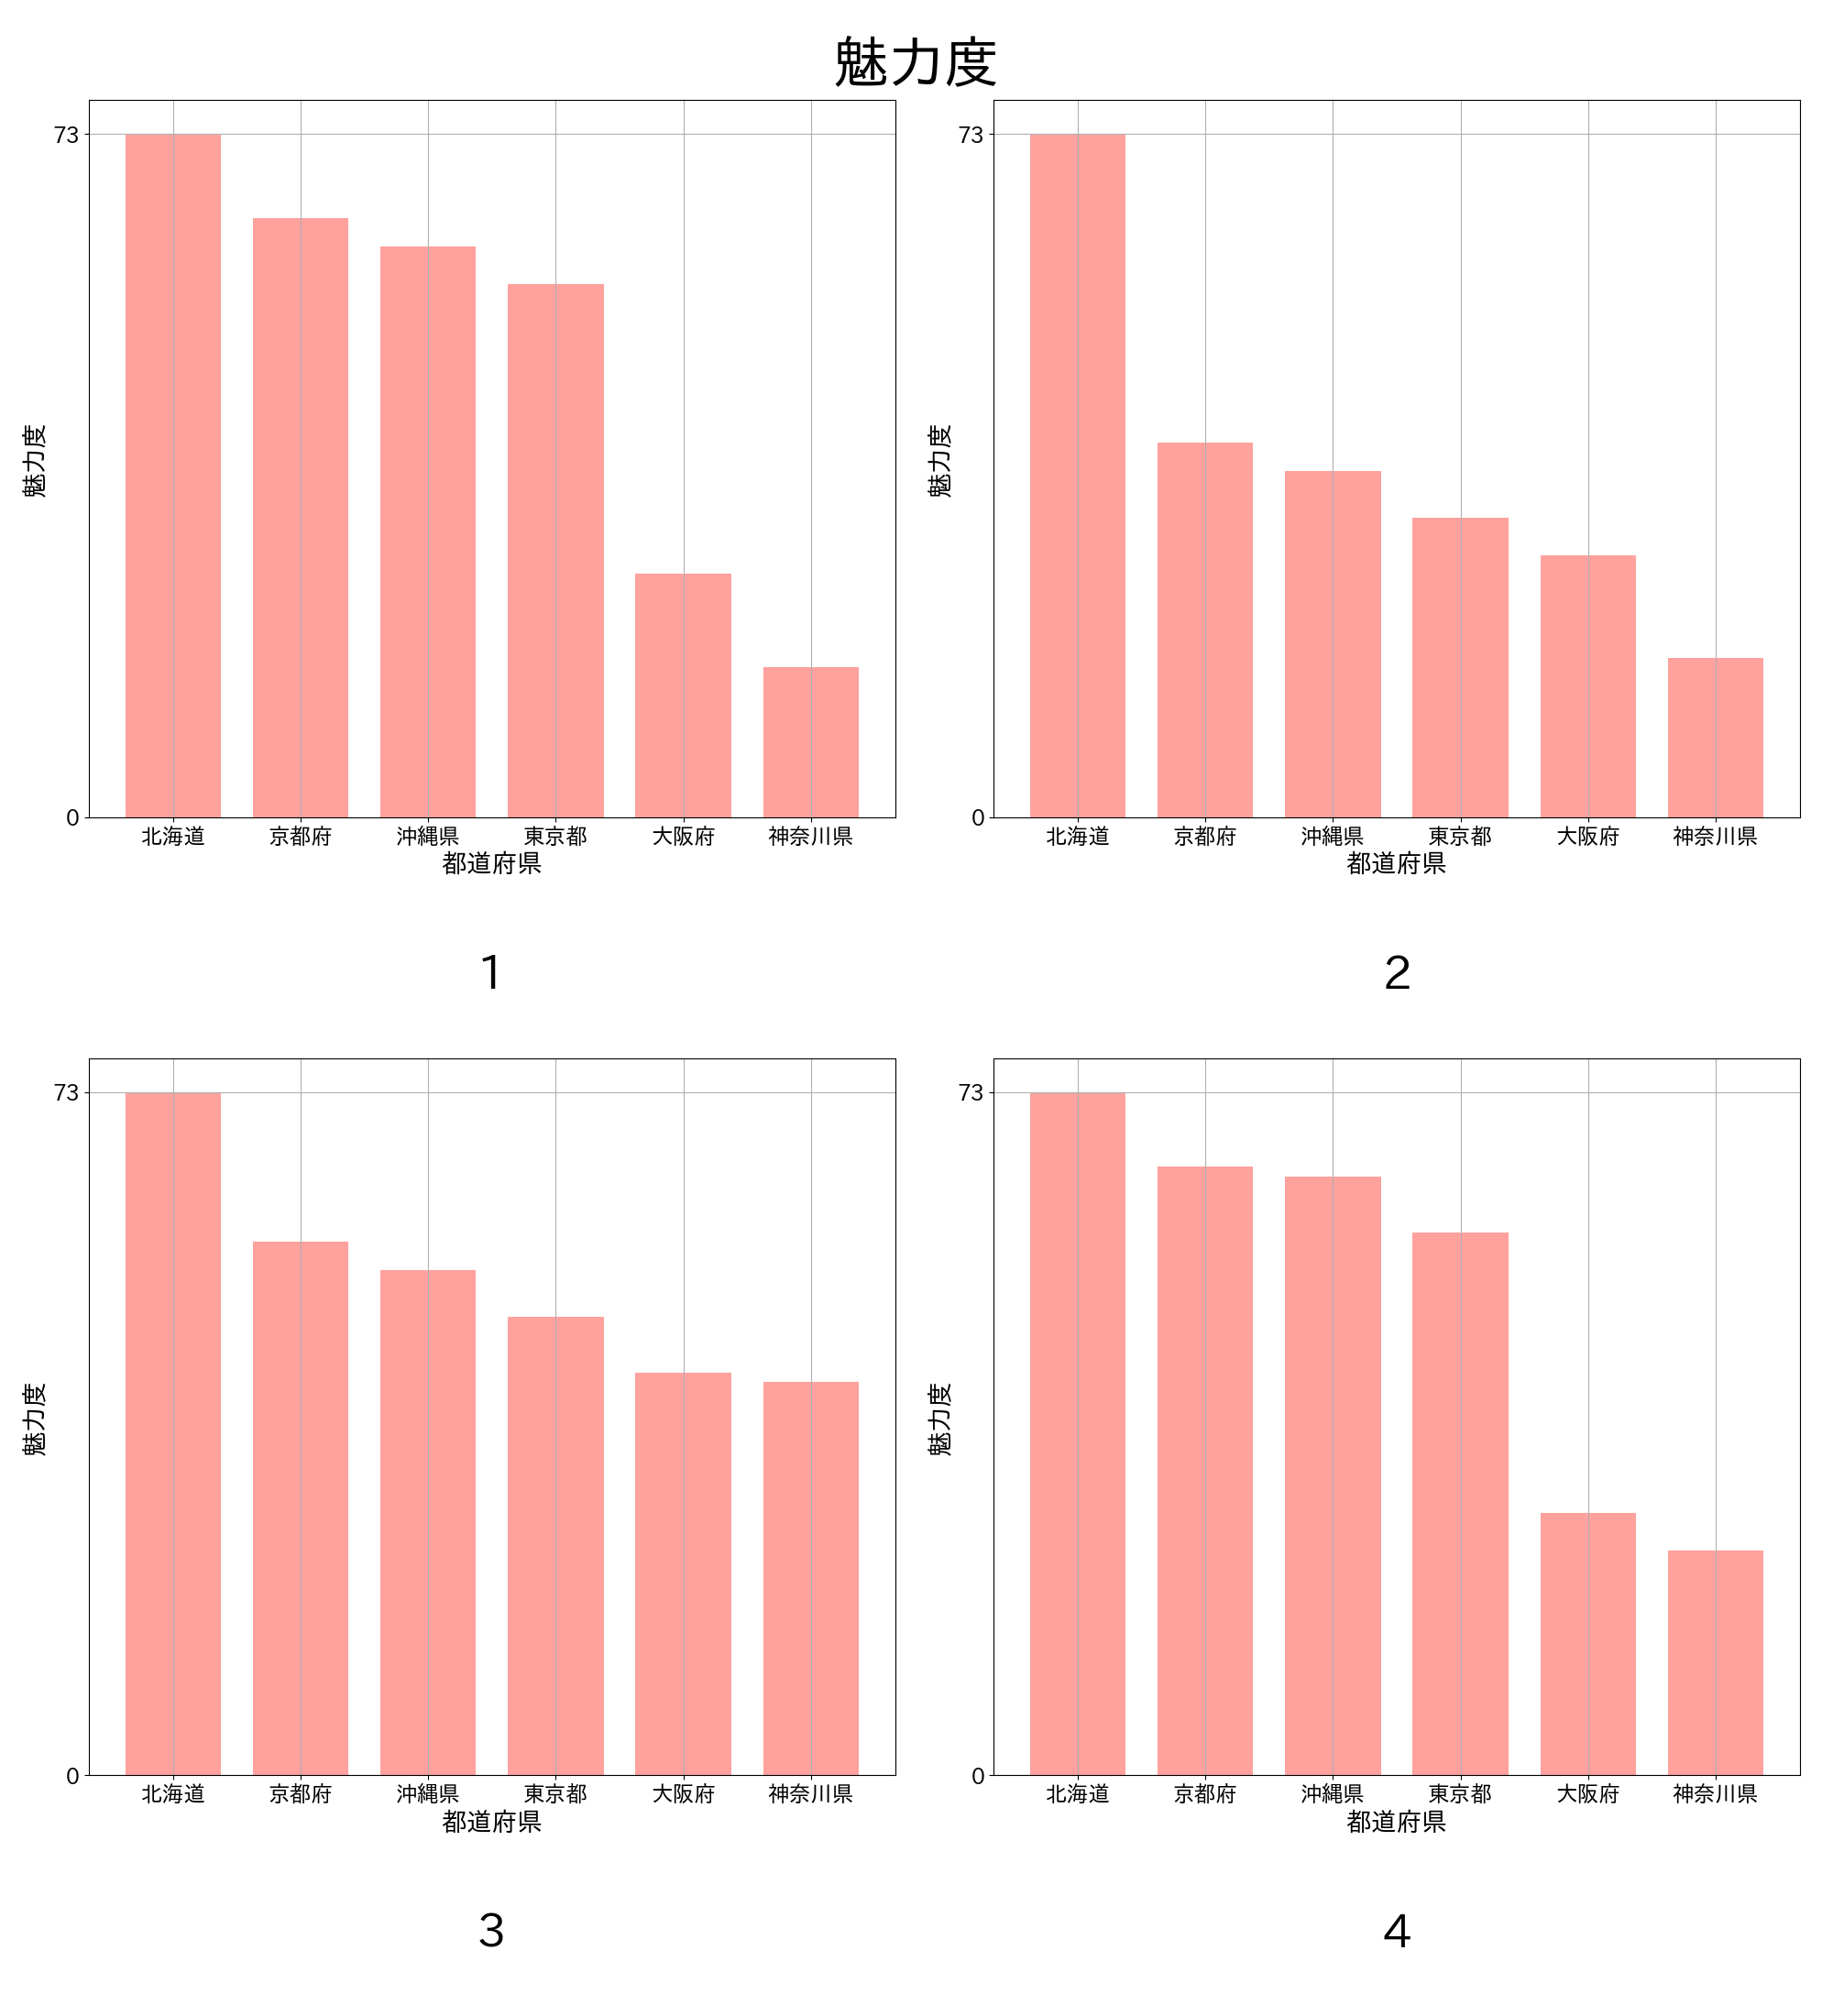 魅力度
73
0
魅力度
北海道 京都府 沖縄県 東京都 大阪府 神奈川県
都道府県
1
73
0
魅力度
北海道 京都府 沖縄県 東京都 大阪府 神奈川県
都道府県
2
73
0
魅力度
北海道 京都府 沖縄県 東京都 大阪府 神奈川県
都道府県
3
73
0
魅力度
北海道 京都府 沖縄県 東京都 大阪府 神奈川県
都道府県
4